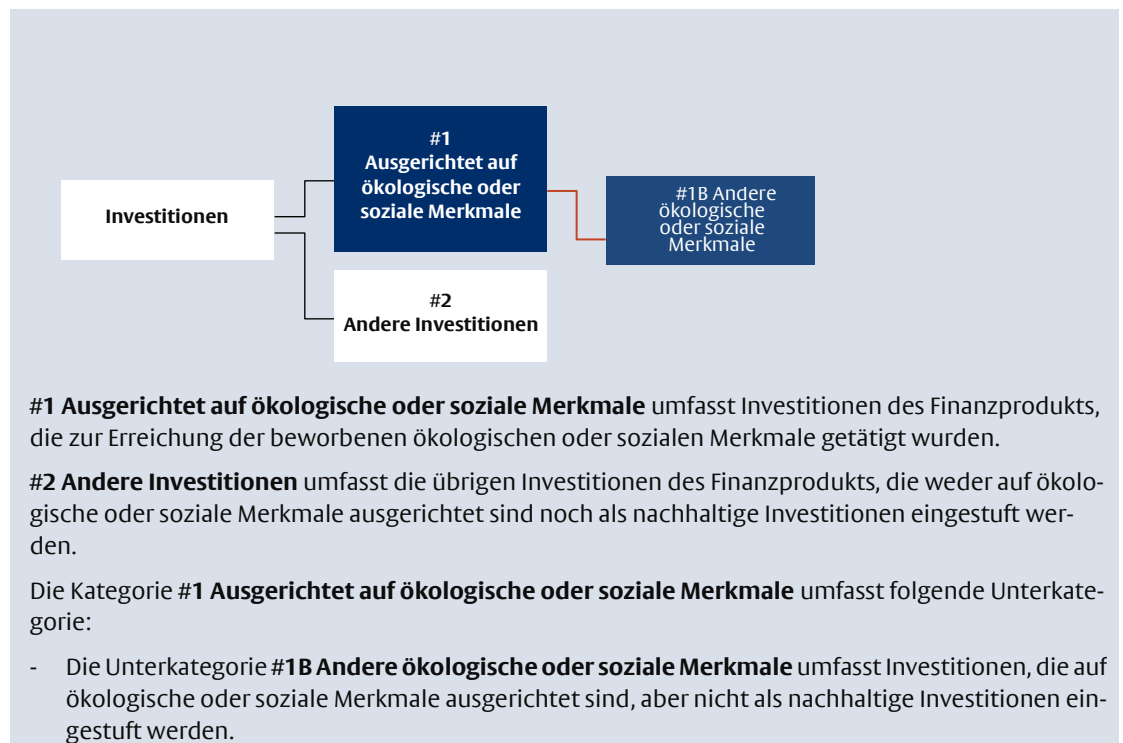 #1
Ausgerichtet auf
ökologische oder
soziale Merkmale
Investitionen
#1B Andere
ökologische
oder soziale
Merkmale
#2
Andere Investitionen
#1 Ausgerichtet auf ökologische oder soziale Merkmale umfasst Investitionen des Finanzprodukts,
die zur Erreichung der beworbenen ökologischen oder sozialen Merkmale getätigt wurden.
#2 Andere Investitionen umfasst die übrigen Investitionen des Finanzprodukts, die weder auf ökolo-
gische oder soziale Merkmale ausgerichtet sind noch als nachhaltige Investitionen eingestuft wer-
den.
Die Kategorie #1 Ausgerichtet auf ökologische oder soziale Merkmale umfasst folgende Unterkate-
gorie:
- Die Unterkategorie #1B Andere ökologische oder soziale Merkmale umfasst Investitionen, die auf
ökologische oder soziale Merkmale ausgerichtet sind, aber nicht als nachhaltige Investitionen ein-
gestuft werden.